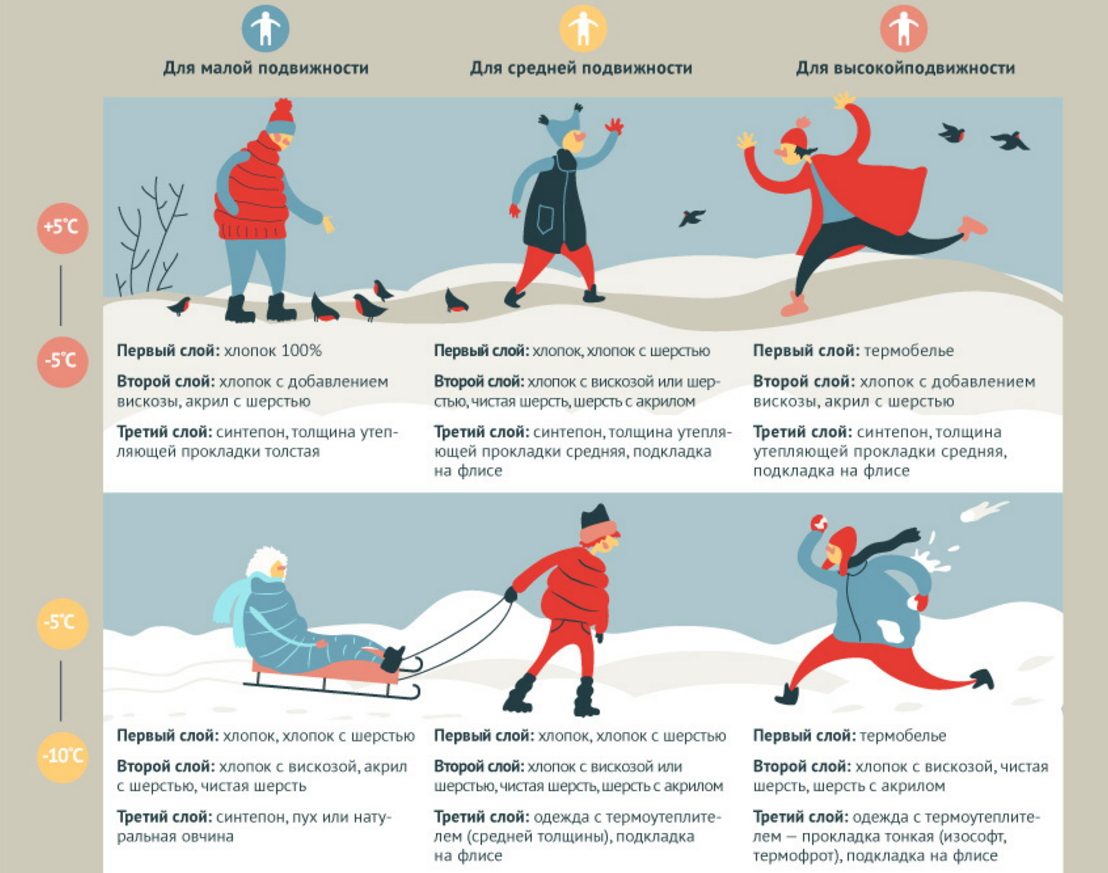 Для малой подвижности
Для средней подвижности
Для высокойподвижности
+5°C
-5°C
Первый слой: хлопок 100%
Второй слой: хлопок с добавлением
вискозы, акрил с шерстью
Третий слой: синтепон, толщина утеп-
ляющей прокладки толстая
Первый слой: хлопок, хлопок с шерстью
Второй слой: хлопок с вискозой или шер-
стью, чистая шерсть, шерсть с акрилом
Третий слой: синтепон, толщина утепля-
ющей прокладки средняя, подкладка
на флисе
Первый слой: термобелье
Второй слой: хлопок с добавлением
вискозы, акрил с шерстью
Третий слой: синтепон, толщина
утепляющей прокладки средняя,
подкладка на флисе
-5°C
-10°C
Первый слой: хлопок, хлопок с шерстью
Второй слой: хлопок с вискозой, акрил
с шерстью, чистая шерсть
Третий слой: синтепон, пух или нату-
ральная овчина
Первый слой: хлопок, хлопок с шерстью
Второй слой: хлопок с вискозой или
шерстью, чистая шерсть, шерсть с акрилом
Третий слой: одежда с термоутеплите-
лем (средней толщины), подкладка
на флисе
Первый слой: термобелье
Второй слой: хлопок с вискозой, чистая
шерсть, шерсть с акрилом
Третий слой: одежда с термоутеплите-
лем — прокладка тонкая (изософт,
термофрот), подкладка на флисе